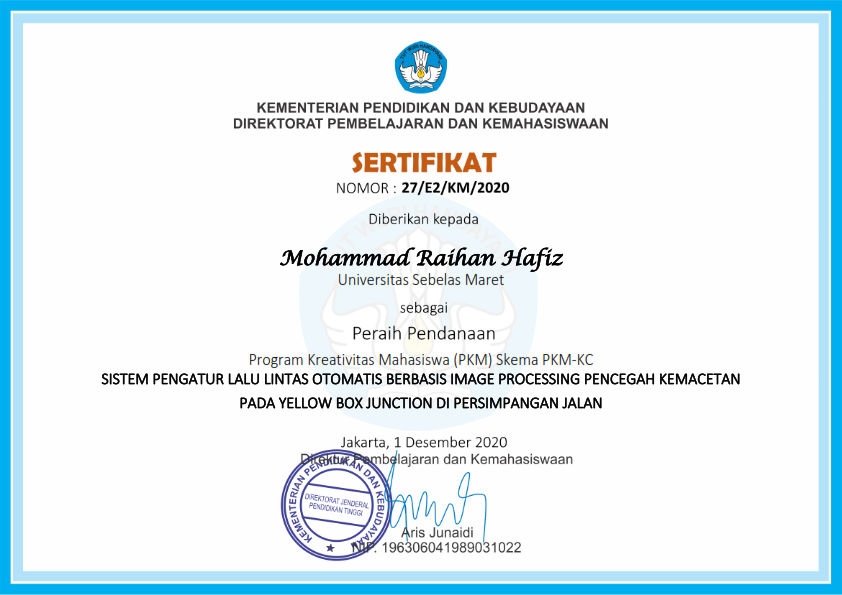 KEMENTERIAN PENDIDIKAN DAN KEBUDAYAAN
DIREKTORAT PEMBELAJARAN DAN KEMAHASISWAAN
SERTIFIKAT
NOMOR : 27/E2/KM/2020
Diberikan kepada
Mohammad Raihan Hafiz
Universitas Sebelas Maret
sebagai
Peraih Pendanaan
Program Kreativitas Mahasiswa (PKM) Skema PKM-KC
SISTEM PENGATUR LALU LINTAS OTOMATIS BERBASIS IMAGE PROCESSING PENCEGAH KEMACETAN
PADA YELLOW BOX JUNCTION DI PERSIMPANGAN JALAN
Jakarta, 1 Desember 2020
Direktur Pembelajaran dan Kemahasiswaan
KEMENTERIAN PENDIDIKAN DAN KEBUDAYAAN
DIREKTORAT JENDERAL
PENDIDIKAN TINGGI
Aris Junaidi
NIP. 196306041989031022